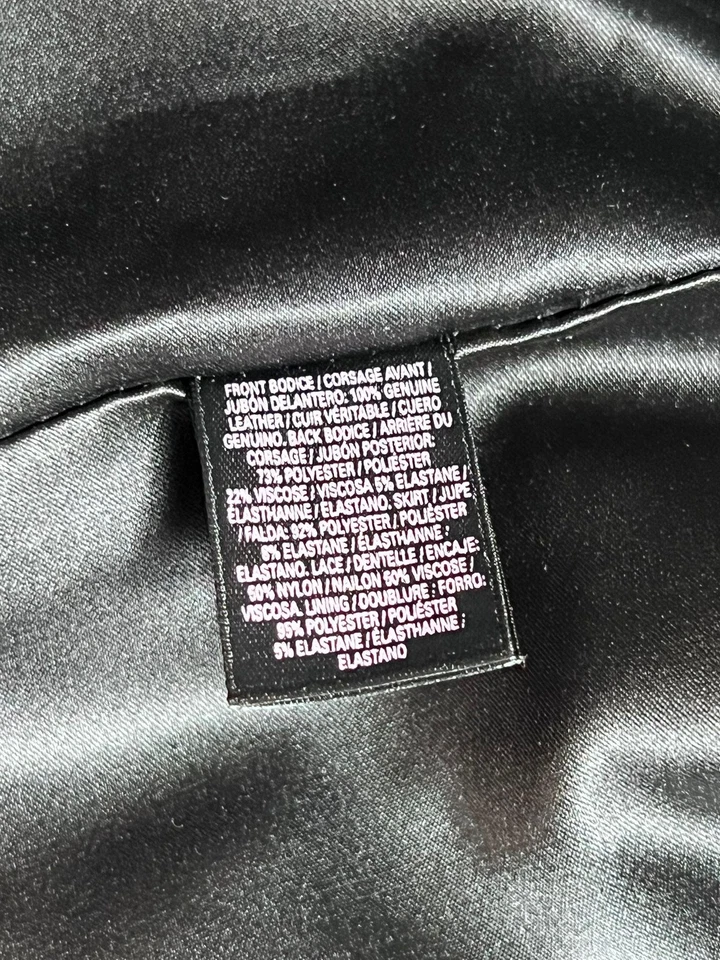 FRONT BODICE / CORSAGE AVANT /
JUBÓN DELANTERO: 100% GENUINE
LEATHER / CUIR VÉRITABLE / CUERO
GENUINO. BACK BODICE / ARRIÈRE DU
CORSAGE / JUBÓN POSTERIOR:
73% POLYESTER / POLIÉSTER
22% VISCOSE / VISCOSA 5% ELASTANE /
ÉLASTHANNE / ELASTANO. SKIRT / JUPE
/ FALDA: 92% POLYESTER / POLIÉSTER
8% ELASTANE / ÉLASTHANNE :
ELASTANO. LACE / DENTELLE / ENCAJE:
NYLON / NAILON VISCOSE /
VISCOSA. LINING / DOUBLURE : FORRO:
95% POLYESTER / POLIÉSTER
5% ELASTANE / ÉLASTHANNE :
ELASTANO